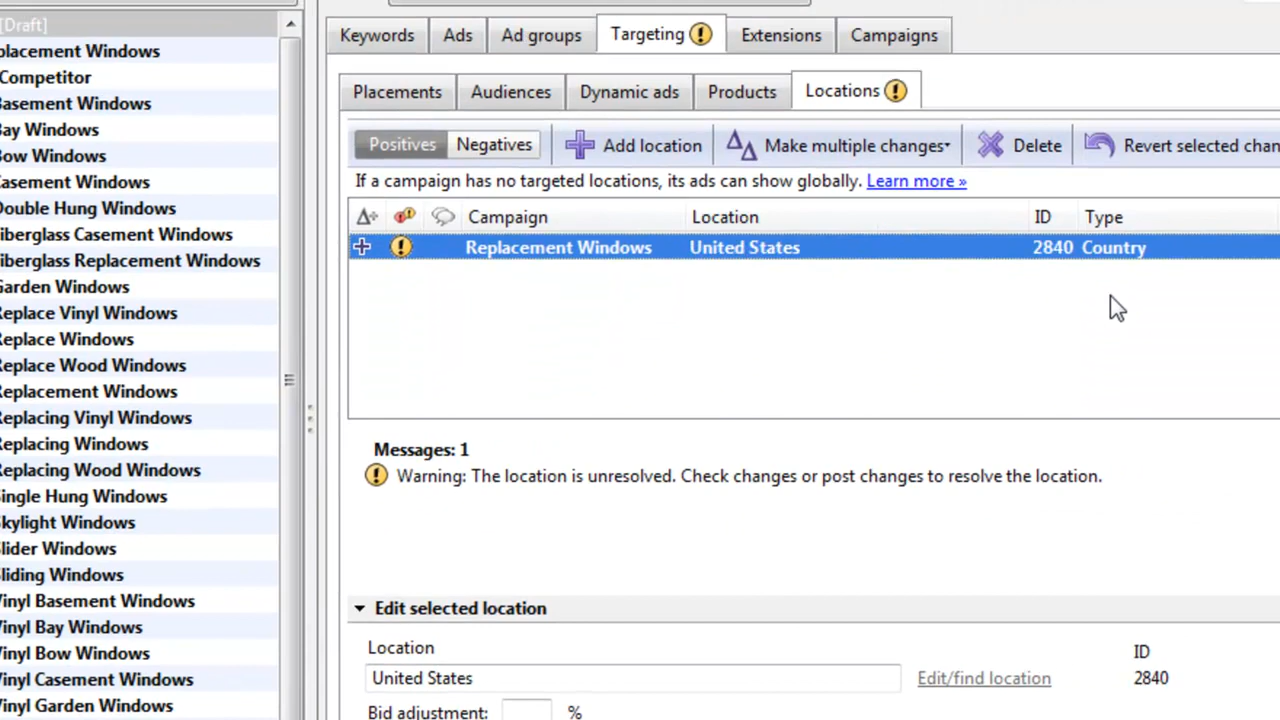 [Draft]
placement Windows
Competitor
Basement Windows
Bay Windows
Bow Windows
Casement Windows
Double Hung Windows
iberglass Casement Windows
iberglass Replacement Windows
Garden Windows
Replace Vinyl Windows
Replace Windows
Replace Wood Windows
Replacement Windows
Replacing Vinyl Windows
Replacing Windows
Replacing Wood Windows
Single Hung Windows
Skylight Windows
Slider Windows
Sliding Windows
Vinyl Basement Windows
Vinyl Bay Windows
Vinyl Bow Windows
Vinyl Casement Windows
Vinyl Garden Windows
Keywords Ads Ad groups Targeting Extensions Campaigns
Placements Audiences Dynamic ads Products Locations
Positives Negatives Add location Make multiple changes Delete Revert selected chan
If a campaign has no targeted locations, its ads can show globally. Learn more »
Campaign Location ID Type
Replacement Windows United States 2840 Country
Messages: 1
Warning: The location is unresolved. Check changes or post changes to resolve the location.
Edit selected location
Location ID
United States Edit/find location 2840
Bid adjustment: %